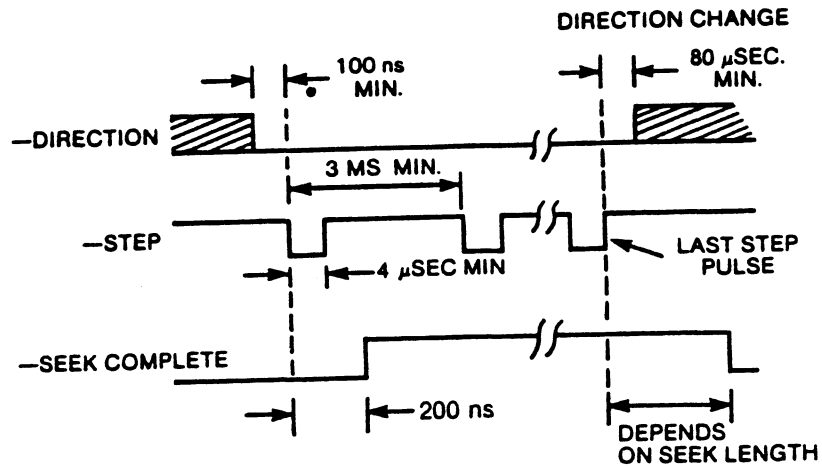 DIRECTION CHANGE
100 ns
MIN.
80 µSEC.
MIN.
—DIRECTION
3 MS MIN.
—STEP
LAST STEP
PULSE
4 µSEC MIN
—SEEK COMPLETE
200 ns
DEPENDS
ON SEEK LENGTH